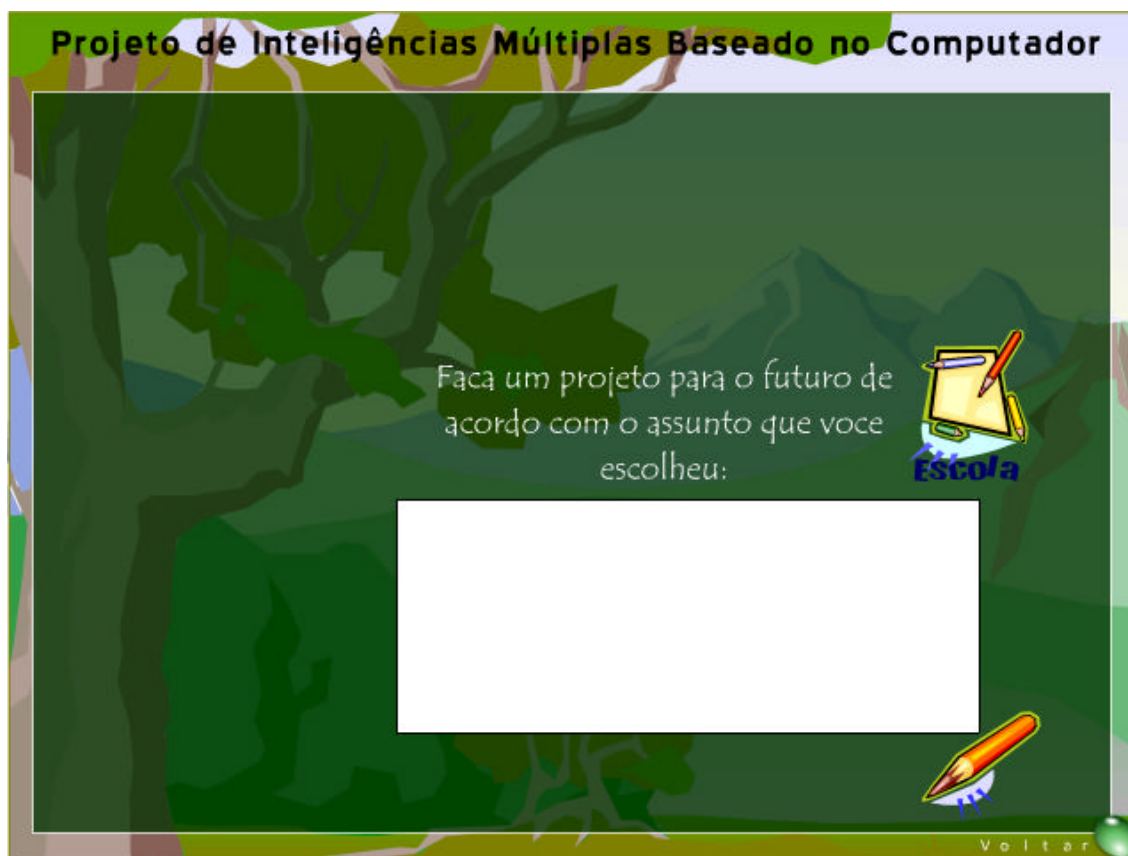 Projeto de Inteligências Múltiplas Baseado no Computador
Faca um projeto para o futuro de
acordo com o assunto que voce
escolheu:
Escola
Voltar